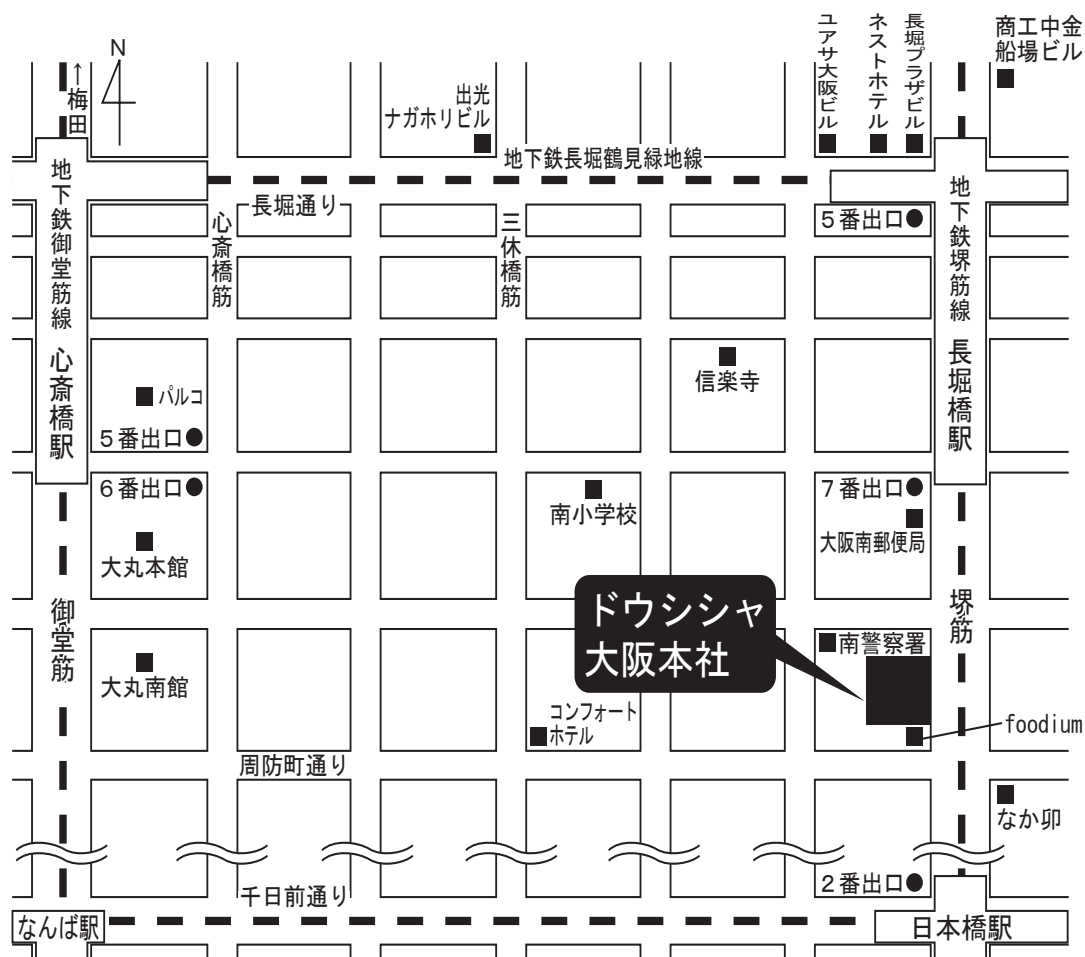 N
↑梅田
出光
ナガホリビル
ユアサ大阪ビル
ネストホテル
長堀プラザビル
商工中金
船場ビル
地下鉄長堀鶴見緑地線
長堀通り
心斎橋筋
三休橋筋
5番出口
地下鉄御堂筋線 心斎橋駅
地下鉄堺筋線 長堀橋駅
パルコ
5番出口
信楽寺
6番出口
大丸本館
南小学校
7番出口
大阪南郵便局
御堂筋
堺筋
ドウシシャ
大阪本社
南警察署
大丸南館
コンフォート
ホテル
foodium
周防町通り
なか卯
2番出口
千日前通り
なんば駅
日本橋駅